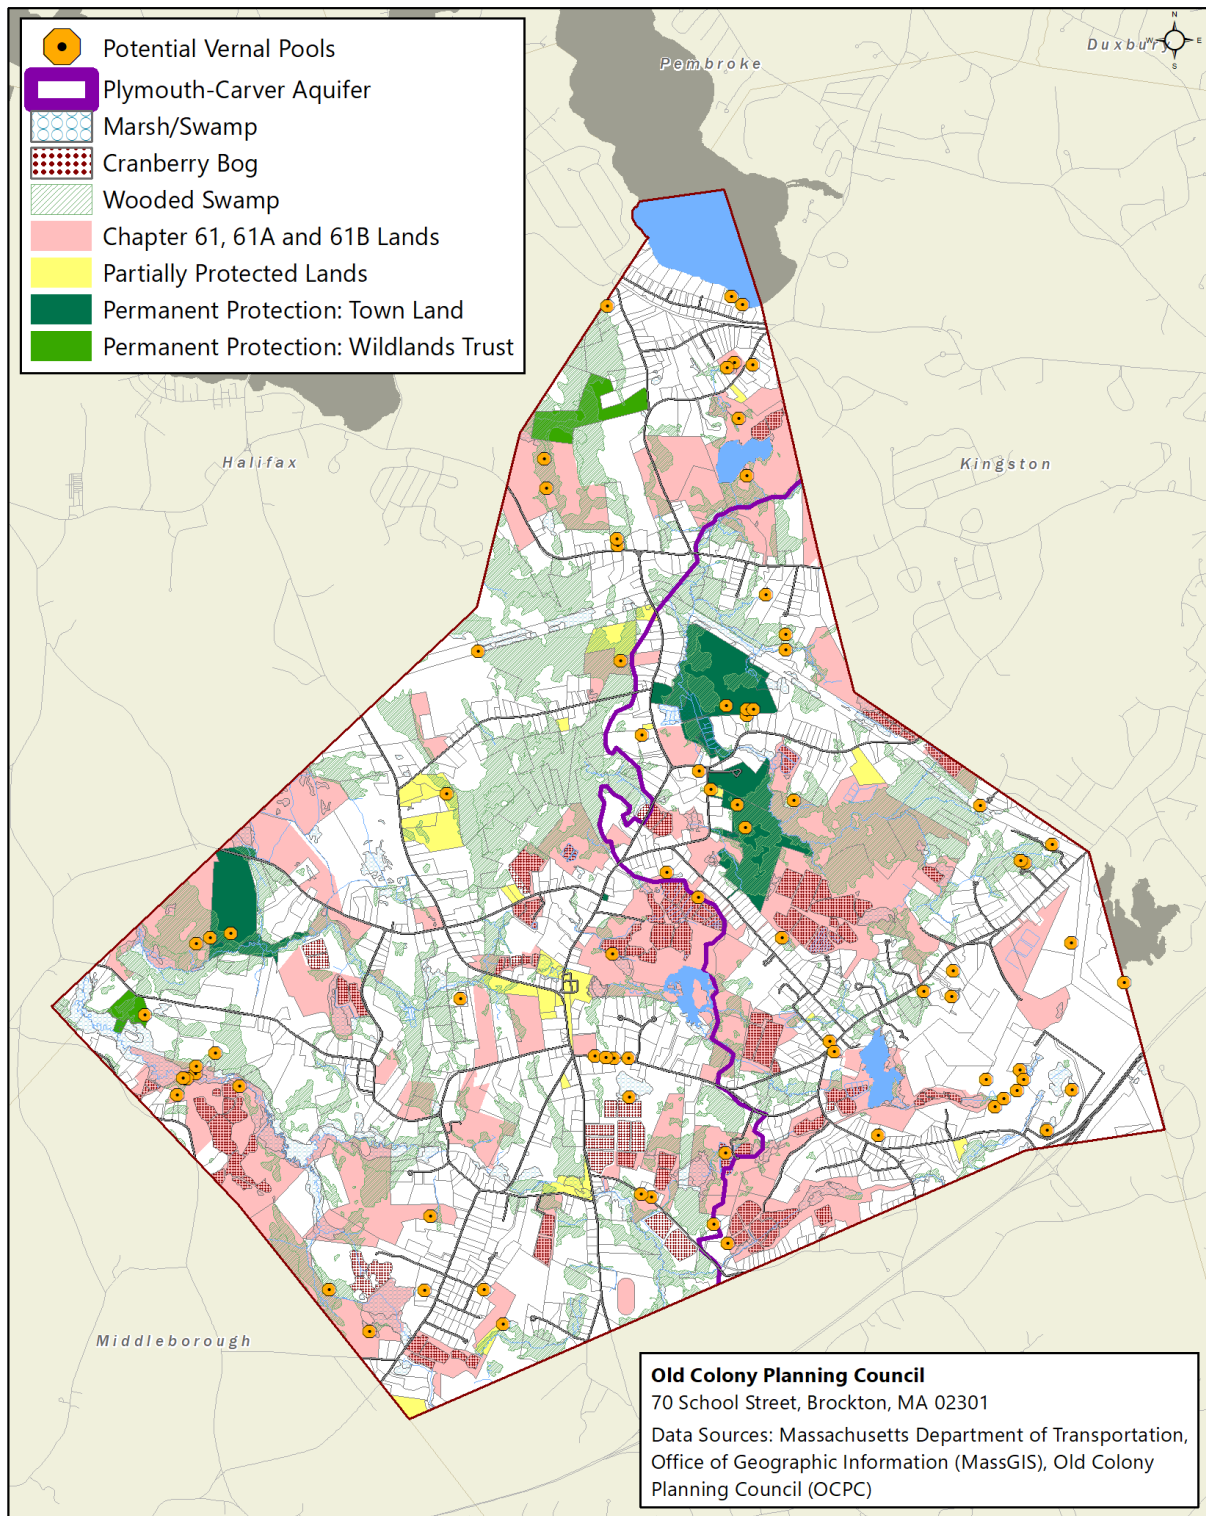 Potential Vernal Pools
Plymouth-Carver Aquifer
Marsh/Swamp
Cranberry Bog
Wooded Swamp
Chapter 61, 61A and 61B Lands
Partially Protected Lands
Permanent Protection: Town Land
Permanent Protection: Wildlands Trust
N
W
E
S
Duxbury
Pembroke
Halifax
Kingston
Middleborough
Old Colony Planning Council
70 School Street, Brockton, MA 02301
Data Sources: Massachusetts Department of Transportation,
Office of Geographic Information (MassGIS), Old Colony
Planning Council (OCPC)